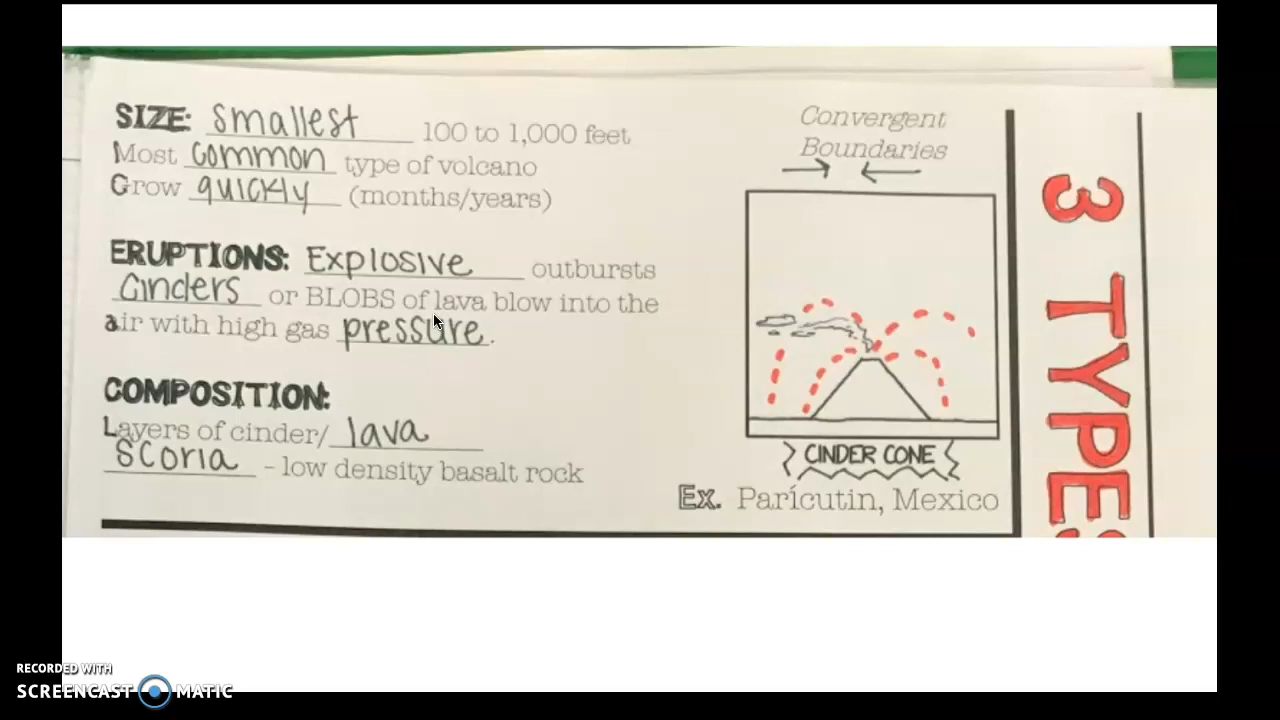 SIZE: smallest 100 to 1,000 feet
Most common type of volcano
Grow quickly (months/years)
ERUPTIONS: Explosive outbursts
cinders or BLOBS of lava blow into the
air with high gas pressure.
COMPOSITION:
Layers of cinder/ lava
scoria - low density basalt rock
Convergent
Boundaries
CINDER CONE
Ex. Parícutin, Mexico
3 TYPES
RECORDED WITH
SCREENCAST MATIC